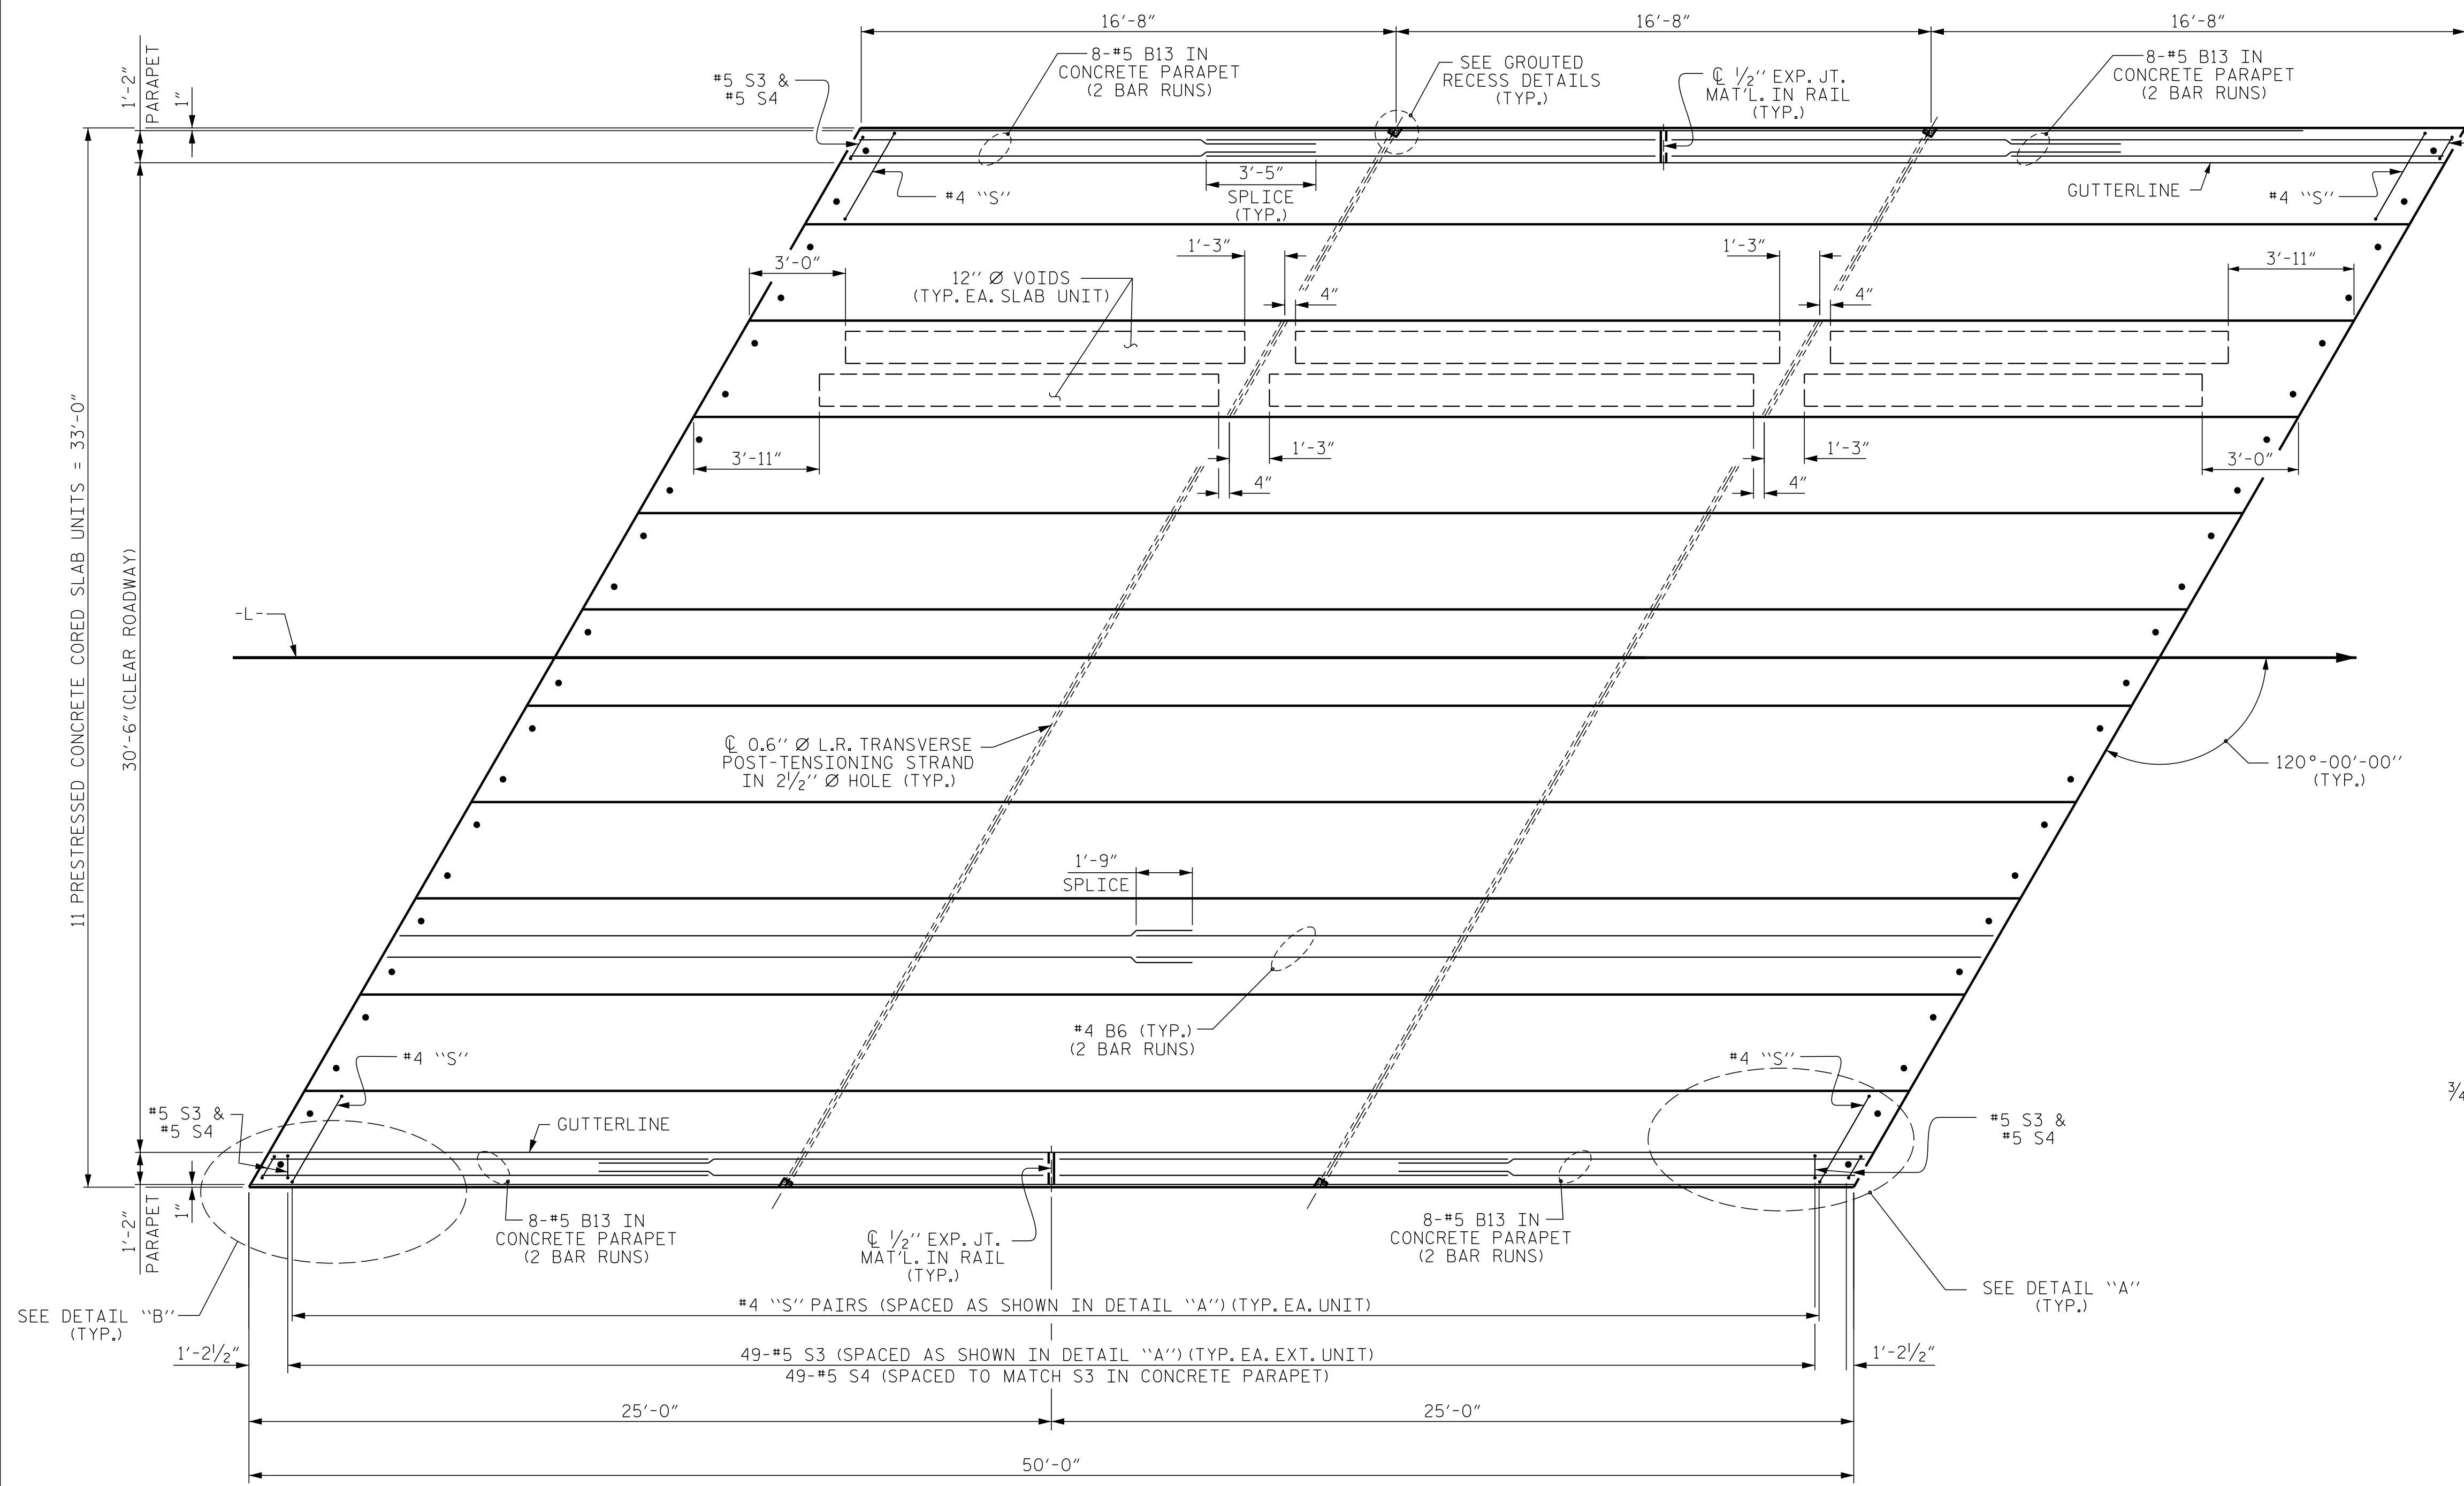 16'-8"
16'-8"
16'-8"
1'-2"
PARAPET
1"
#5 S3 &
#5 S4
8-#5 B13 IN
CONCRETE PARAPET
(2 BAR RUNS)
SEE GROUTED
RECESS DETAILS
(TYP.)
℄ 1/2'' EXP. JT.
MAT'L. IN RAIL
(TYP.)
8-#5 B13 IN
CONCRETE PARAPET
(2 BAR RUNS)
#4 ‵‵S''
3'-5"
SPLICE
(TYP.)
GUTTERLINE
#4 ‵‵S''
3'-0"
12'' Ø VOIDS
(TYP. EA. SLAB UNIT)
1'-3"
4"
1'-3"
4"
3'-11"
3'-11"
1'-3"
4"
1'-3"
4"
3'-0"
11 PRESTRESSED CONCRETE CORED SLAB UNITS = 33'-0"
30'-6" (CLEAR ROADWAY)
-L-
℄ 0.6'' Ø L.R. TRANSVERSE
POST-TENSIONING STRAND
IN 2 1/2'' Ø HOLE (TYP.)
120°-00'-00''
(TYP.)
1'-9"
SPLICE
#4 B6 (TYP.)
(2 BAR RUNS)
#4 ‵‵S''
#4 ‵‵S''
3/4
#5 S3 &
#5 S4
GUTTERLINE
#5 S3 &
#5 S4
1'-2"
PARAPET
1"
8-#5 B13 IN
CONCRETE PARAPET
(2 BAR RUNS)
℄ 1/2'' EXP. JT.
MAT'L. IN RAIL
(TYP.)
8-#5 B13 IN
CONCRETE PARAPET
(2 BAR RUNS)
SEE DETAIL ‵‵B''
(TYP.)
SEE DETAIL ‵‵A''
(TYP.)
#4 ‵‵S'' PAIRS (SPACED AS SHOWN IN DETAIL ‵‵A'') (TYP. EA. UNIT)
1'-2 1/2"
49-#5 S3 (SPACED AS SHOWN IN DETAIL ‵‵A'') (TYP. EA. EXT. UNIT)
49-#5 S4 (SPACED TO MATCH S3 IN CONCRETE PARAPET)
1'-2 1/2"
25'-0"
25'-0"
50'-0"